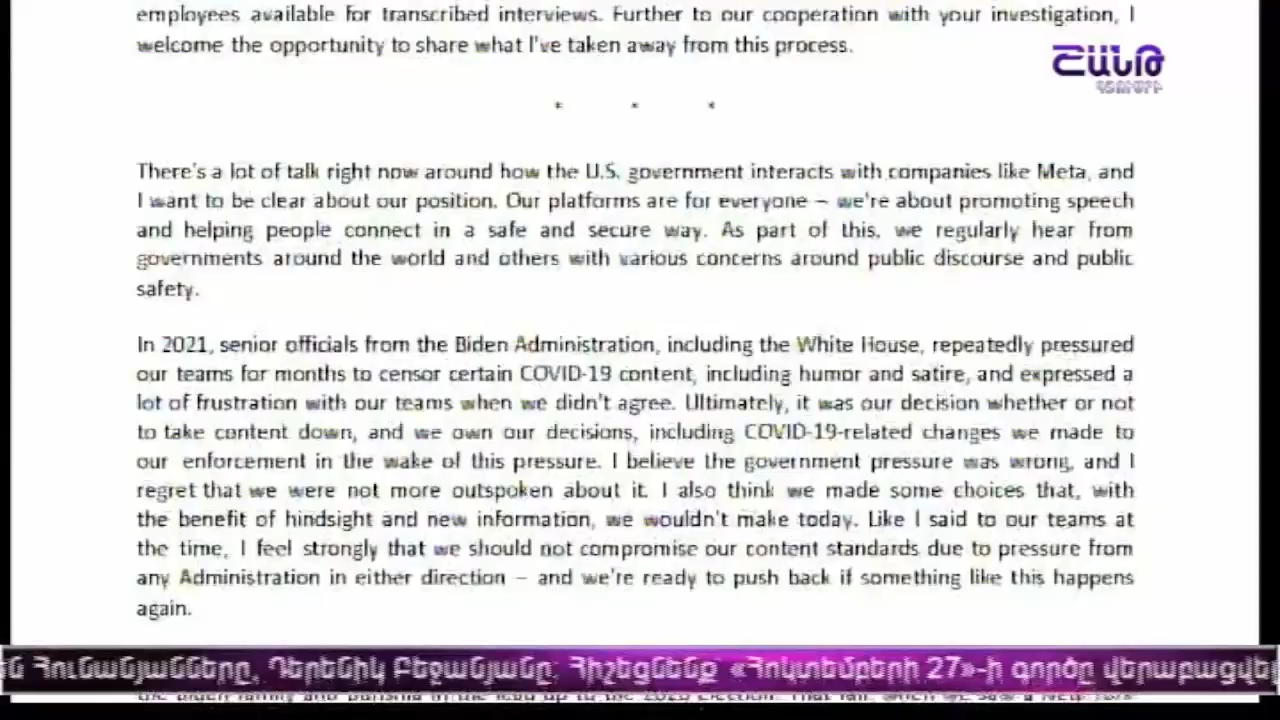 employees available for transcribed interviews. Further to our cooperation with your investigation, I
welcome the opportunity to share what I've taken away from this process.
ՇԱՆԹ
* * *
There's a lot of talk right now around how the U.S. government interacts with companies like Meta, and
I want to be clear about our position. Our platforms are for everyone – we're about promoting speech
and helping people connect in a safe and secure way. As part of this, we regularly hear from
governments around the world and others with various concerns around public discourse and public
safety.
In 2021, senior officials from the Biden Administration, including the White House, repeatedly pressured
our teams for months to censor certain COVID-19 content, including humor and satire, and expressed a
lot of frustration with our teams when we didn't agree. Ultimately, it was our decision whether or not
to take content down, and we own our decisions, including COVID-19-related changes we made to
our enforcement in the wake of this pressure. I believe the government pressure was wrong, and I
regret that we were not more outspoken about it. I also think we made some choices that, with
the benefit of hindsight and new information, we wouldn't make today. Like I said to our teams at
the time, I feel strongly that we should not compromise our content standards due to pressure from
any Administration in either direction – and we're ready to push back if something like this happens
again.
Հունանյանները, Դերենիկ Բեջանյանը: Հիշեցնենք «Հոկտեմբերի 27»-ի գործը վերաբացվել